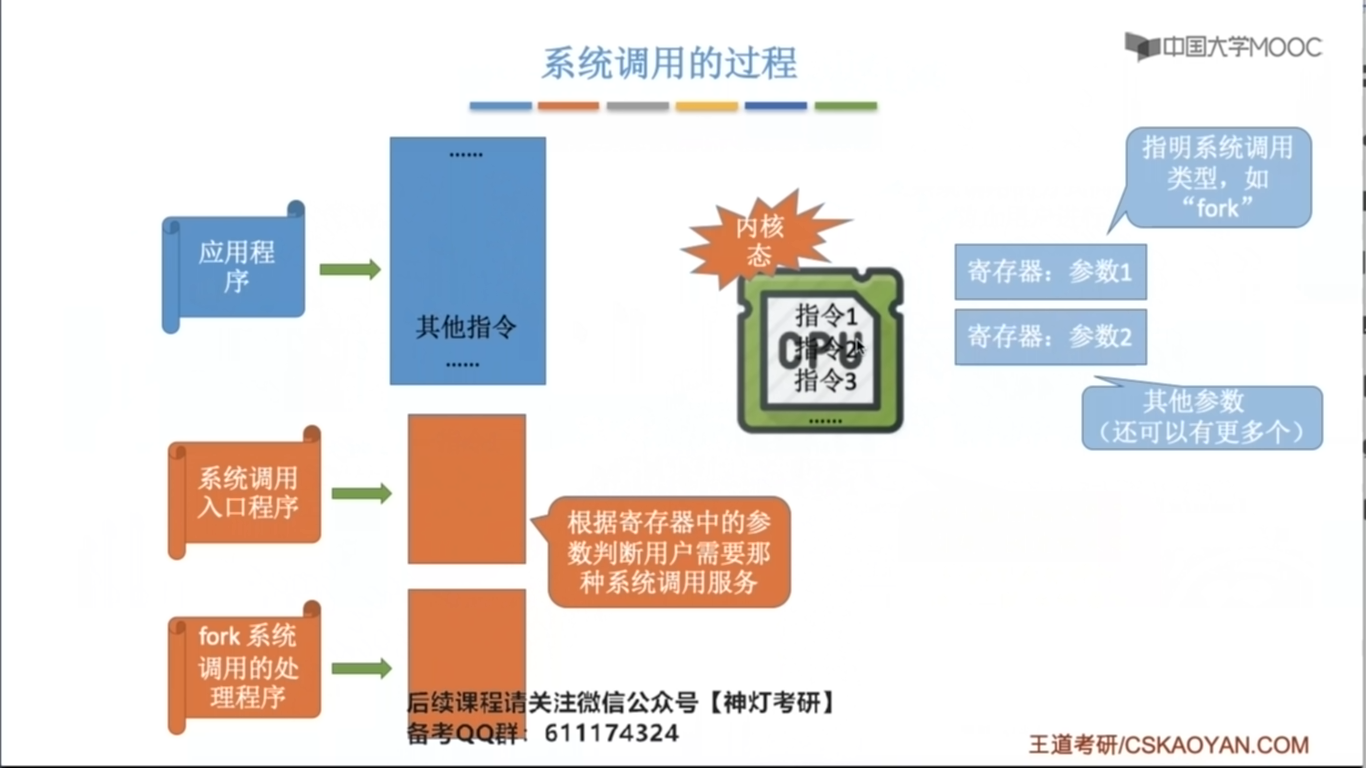 系统调用的过程
中国大学MOOC
......
应用程
序
其他指令
......
内核
态
指令1
指令2
指令3
CPU
......
指明系统调用
类型，如
“fork”
寄存器：参数1
寄存器：参数2
其他参数
（还可以有更多个）
系统调用
入口程序
根据寄存器中的参
数判断用户需要那
种系统调用服务
fork 系统
调用的处
理程序
后续课程请关注微信公众号【神灯考研】
备考QQ群：611174324
王道考研/CSKAOYAN.COM